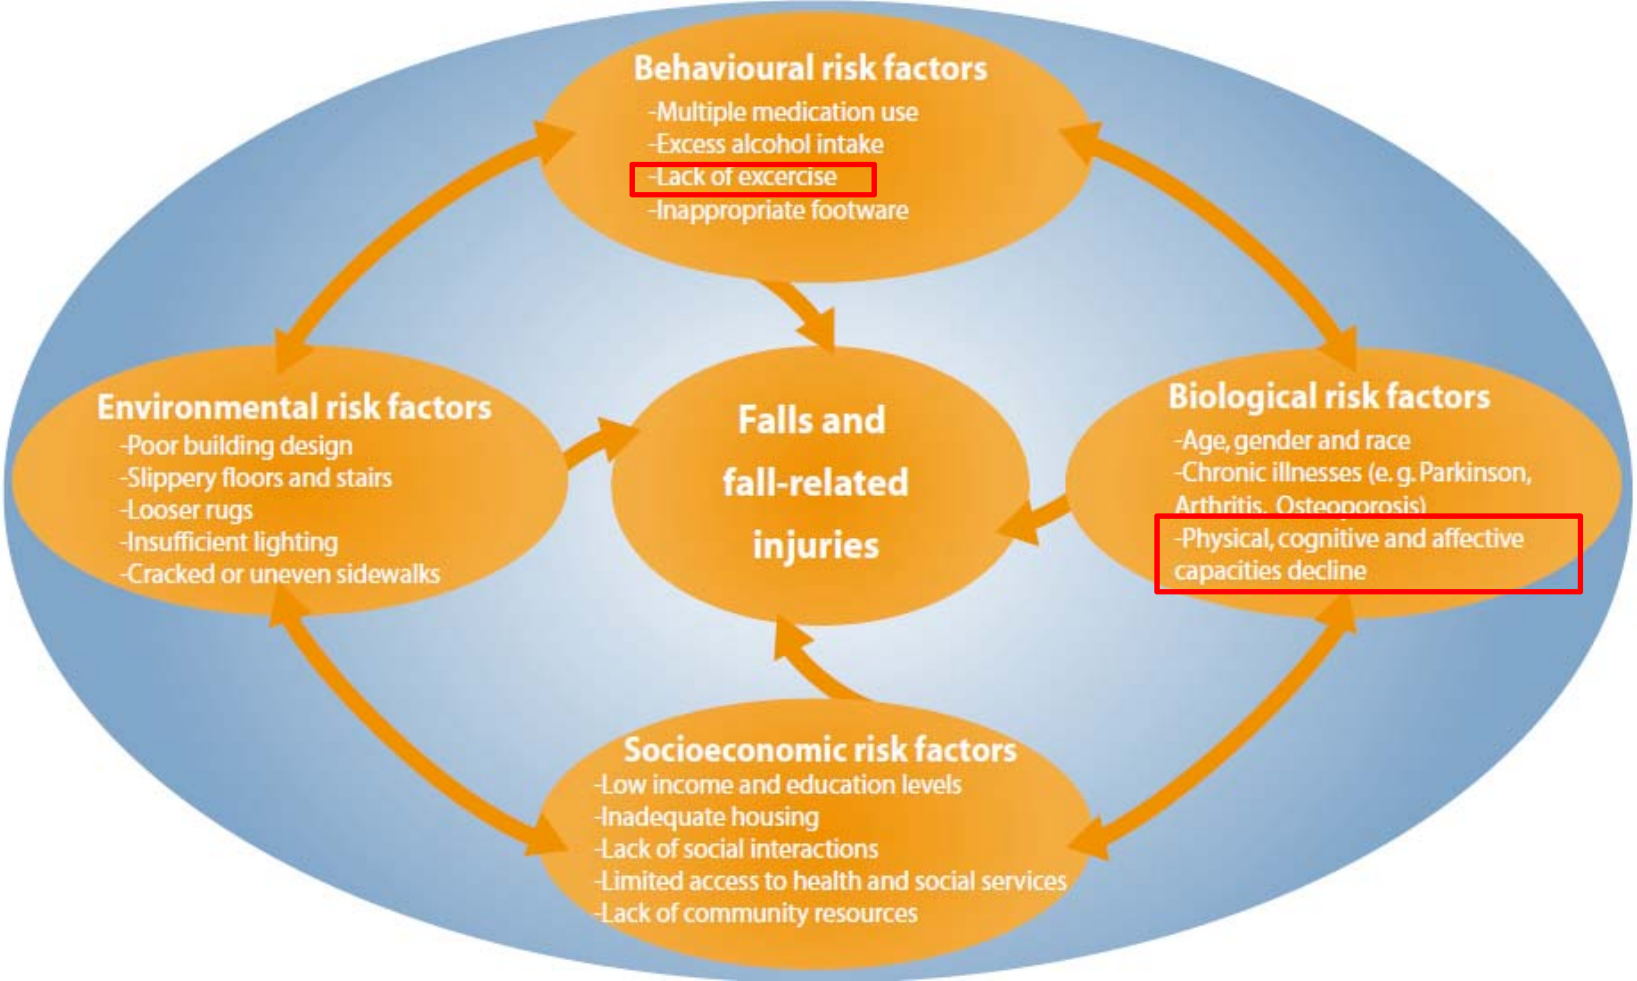 Behavioural risk factors
-Multiple medication use
-Excess alcohol intake
-Lack of excercise
-Inappropriate footware
Environmental risk factors
-Poor building design
-Slippery floors and stairs
-Looser rugs
-Insufficient lighting
-Cracked or uneven sidewalks
Falls and
fall-related
injuries
Biological risk factors
-Age, gender and race
-Chronic illnesses (e. g. Parkinson,
Arthritis, Osteoporosis)
-Physical, cognitive and affective
capacities decline
Socioeconomic risk factors
-Low income and education levels
-Inadequate housing
-Lack of social interactions
-Limited access to health and social services
-Lack of community resources